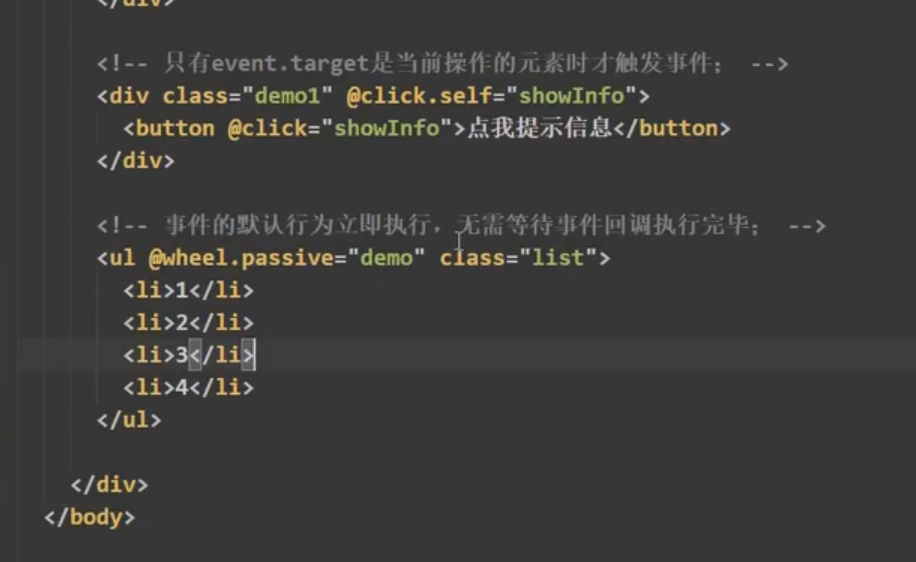 </div>
<!-- 只有event.target是当前操作的元素时才触发事件； -->
<div class="demo1" @click.self="showInfo">
<button @click="showInfo">点我提示信息</button>
</div>
<!-- 事件的默认行为立即执行，无需等待事件回调执行完毕； -->
<ul @wheel.passive="demo" class="list">
<li>1</li>
<li>2</li>
<li>3</li>
<li>4</li>
</ul>
</div>
</body>